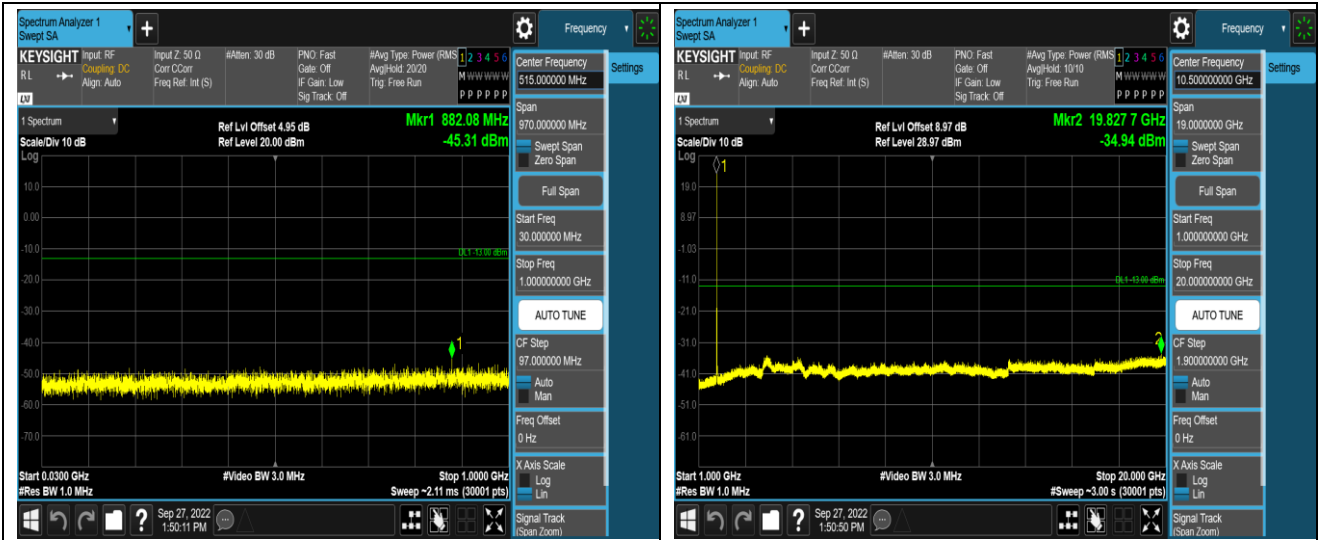 Spectrum Analyzer 1
Swept SA
+
Frequency
KEYSIGHT Input: RF Input Z: 50 Ω #Atten: 30 dB PNO: Fast #Avg Type: Power (RMS 1 2 3 4 5 6
RL Coupling: DC Corr CCorr Gate: Off Avg|Hold: 20/20 M W W W W W
Align: Auto Freq Ref: Int (S) IF Gain: Low Trig: Free Run
Sig Track: Off P P P P P P
LXI
1 Spectrum
Ref Lvl Offset 4.95 dB
Mkr1 882.08 MHz
Scale/Div 10 dB
Ref Level 20.00 dBm
-45.31 dBm
Log
10.0
0.00
-10.0
DL1 -13.00 dBm
-20.0
-30.0
-40.0
1
-50.0
-60.0
-70.0
Start 0.0300 GHz #Video BW 3.0 MHz Stop 1.0000 GHz
#Res BW 1.0 MHz Sweep ~2.11 ms (30001 pts)
Center Frequency
515.000000 MHz
Settings
Span
970.000000 MHz
Swept Span
Zero Span
Full Span
Start Freq
30.000000 MHz
Stop Freq
1.000000000 GHz
AUTO TUNE
CF Step
97.000000 MHz
Auto
Man
Freq Offset
0 Hz
X Axis Scale
Log
Lin
Signal Track
(Span Zoom)
?
Sep 27, 2022
1:50:11 PM
Spectrum Analyzer 1
Swept SA
+
Frequency
KEYSIGHT Input: RF Input Z: 50 Ω #Atten: 30 dB PNO: Fast #Avg Type: Power (RMS 1 2 3 4 5 6
RL Coupling: DC Corr CCorr Gate: Off Avg|Hold: 10/10 M W W W W W
Align: Auto Freq Ref: Int (S) IF Gain: Low Trig: Free Run
Sig Track: Off P P P P P P
LXI
1 Spectrum
Ref Lvl Offset 8.97 dB
Mkr2 19.827 7 GHz
Scale/Div 10 dB
Ref Level 28.97 dBm
-34.94 dBm
Log
1
19.0
8.97
-1.03
-11.0
DL1 -13.00 dBm
-21.0
-31.0
2
-41.0
-51.0
-61.0
Start 1.000 GHz #Video BW 3.0 MHz Stop 20.000 GHz
#Res BW 1.0 MHz #Sweep ~3.00 s (30001 pts)
Center Frequency
10.500000000 GHz
Settings
Span
19.0000000 GHz
Swept Span
Zero Span
Full Span
Start Freq
1.000000000 GHz
Stop Freq
20.000000000 GHz
AUTO TUNE
CF Step
1.900000000 GHz
Auto
Man
Freq Offset
0 Hz
X Axis Scale
Log
Lin
Signal Track
(Span Zoom)
?
Sep 27, 2022
1:50:50 PM